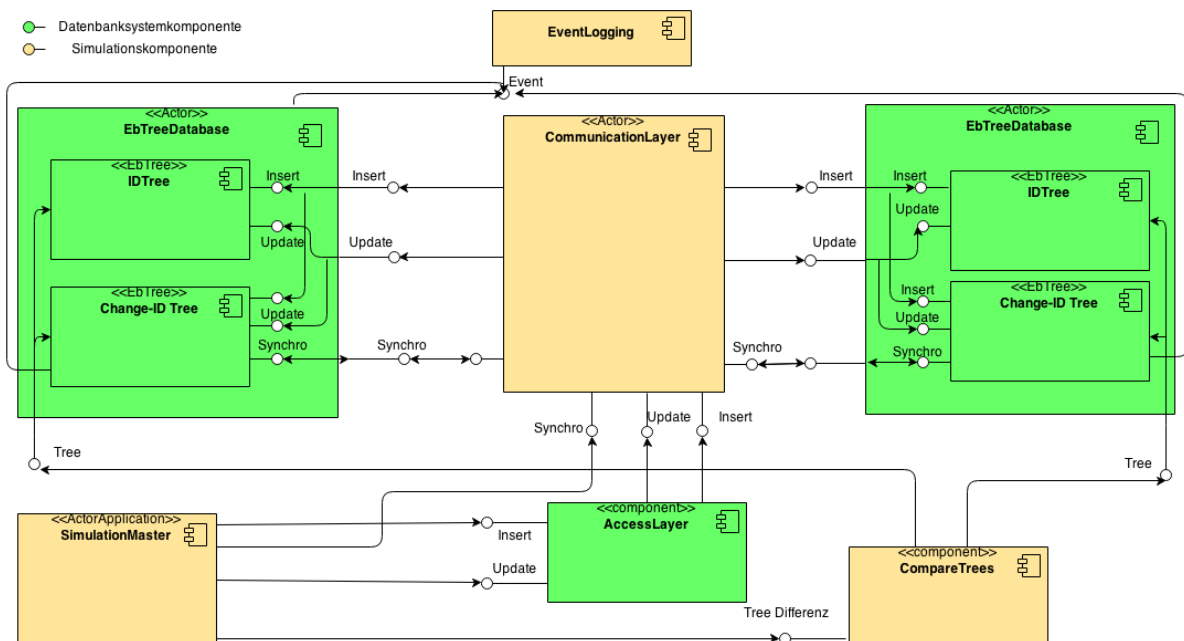 Datenbanksystemkomponente
Simulationskomponente
EventLogging
Event
<<Actor>>
EbTreeDatabase
<<EbTree>>
IDTree
Insert
Update
<<EbTree>>
Change-ID Tree
Update
Synchro
Insert
Update
Synchro
<<Actor>>
CommunicationLayer
Insert
Update
Synchro
<<Actor>>
EbTreeDatabase
Insert
<<EbTree>>
IDTree
Update
Insert
<<EbTree>>
Change-ID Tree
Update
Synchro
Synchro
Update
Insert
Tree
Tree
<<ActorApplication>>
SimulationMaster
Insert
Update
<<component>>
AccessLayer
<<component>>
CompareTrees
Tree Differenz